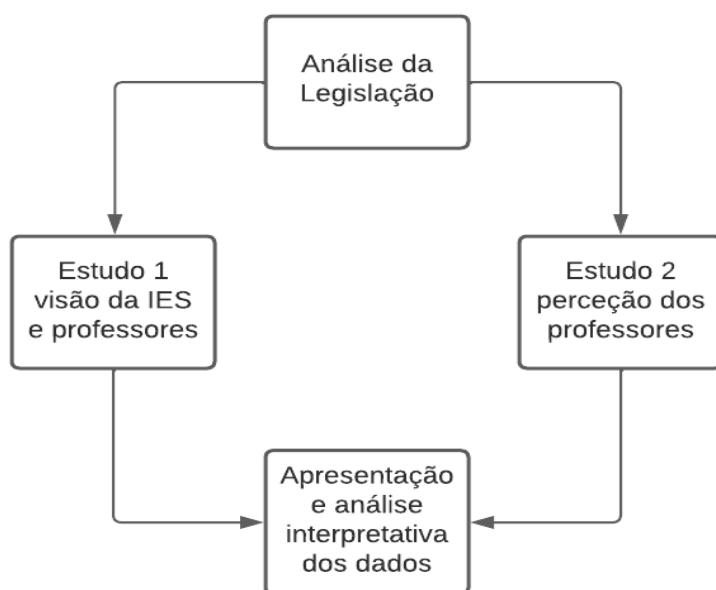 Análise da
Legislação
Estudo 1
visão da IES
e professores
Estudo 2
perceção dos
professores
Apresentação
e análise
interpretativa
dos dados